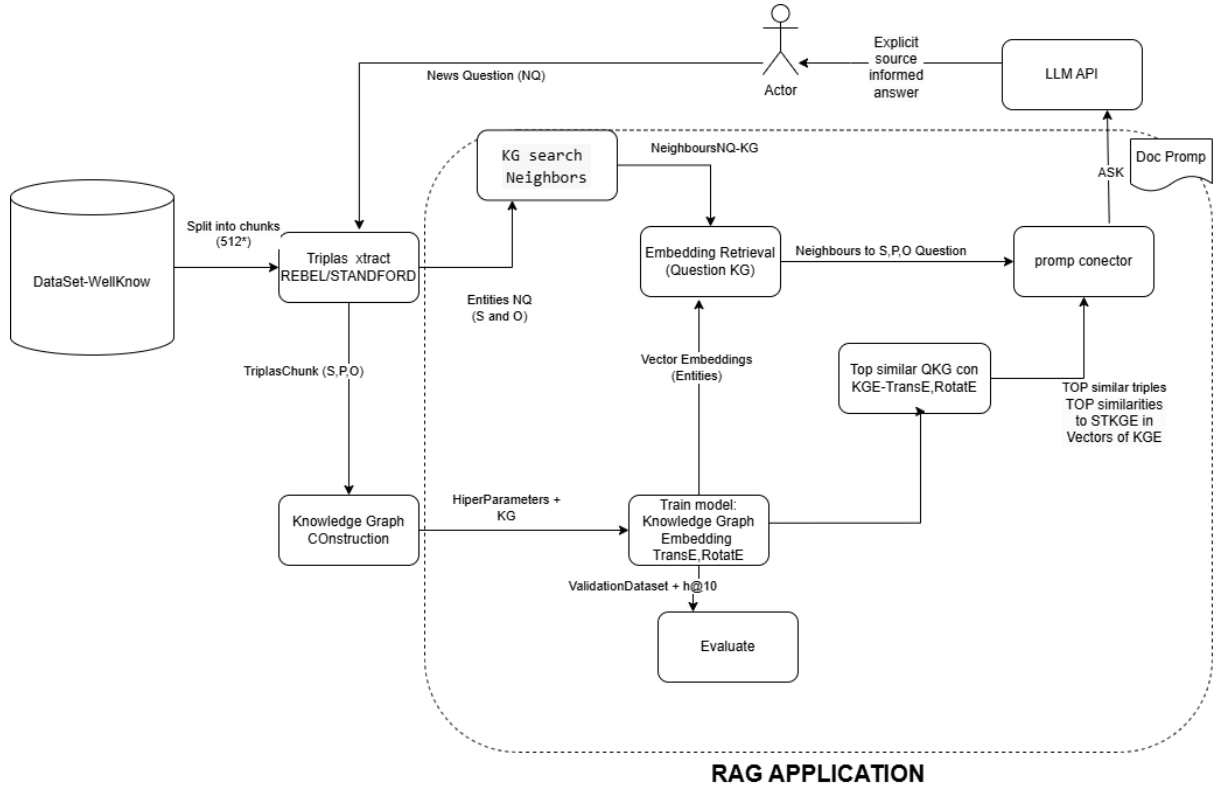 Explicit
source
informed
answer
LLM API
News Question (NQ)
Actor
KG search
Neighbors
NeighboursNQ-KG
Doc Promp
ASK
DataSet-WellKnow
Split into chunks
(512*)
Triplas xtract
REBEL/STANDFORD
Embedding Retrieval
(Question KG)
Neighbours to S,P,O Question
promp conector
Entities NQ
(S and O)
TriplasChunk (S,P,O)
Vector Embeddings
(Entities)
Top similar QKG con
KGE-TransE,RotatE
TOP similar triples
TOP similarities
to STKGE in
Vectors of KGE
Knowledge Graph
COnstruction
HiperParameters +
KG
Train model:
Knowledge Graph
Embedding
TransE,RotatE
ValidationDataset + h@10
Evaluate
RAG APPLICATION